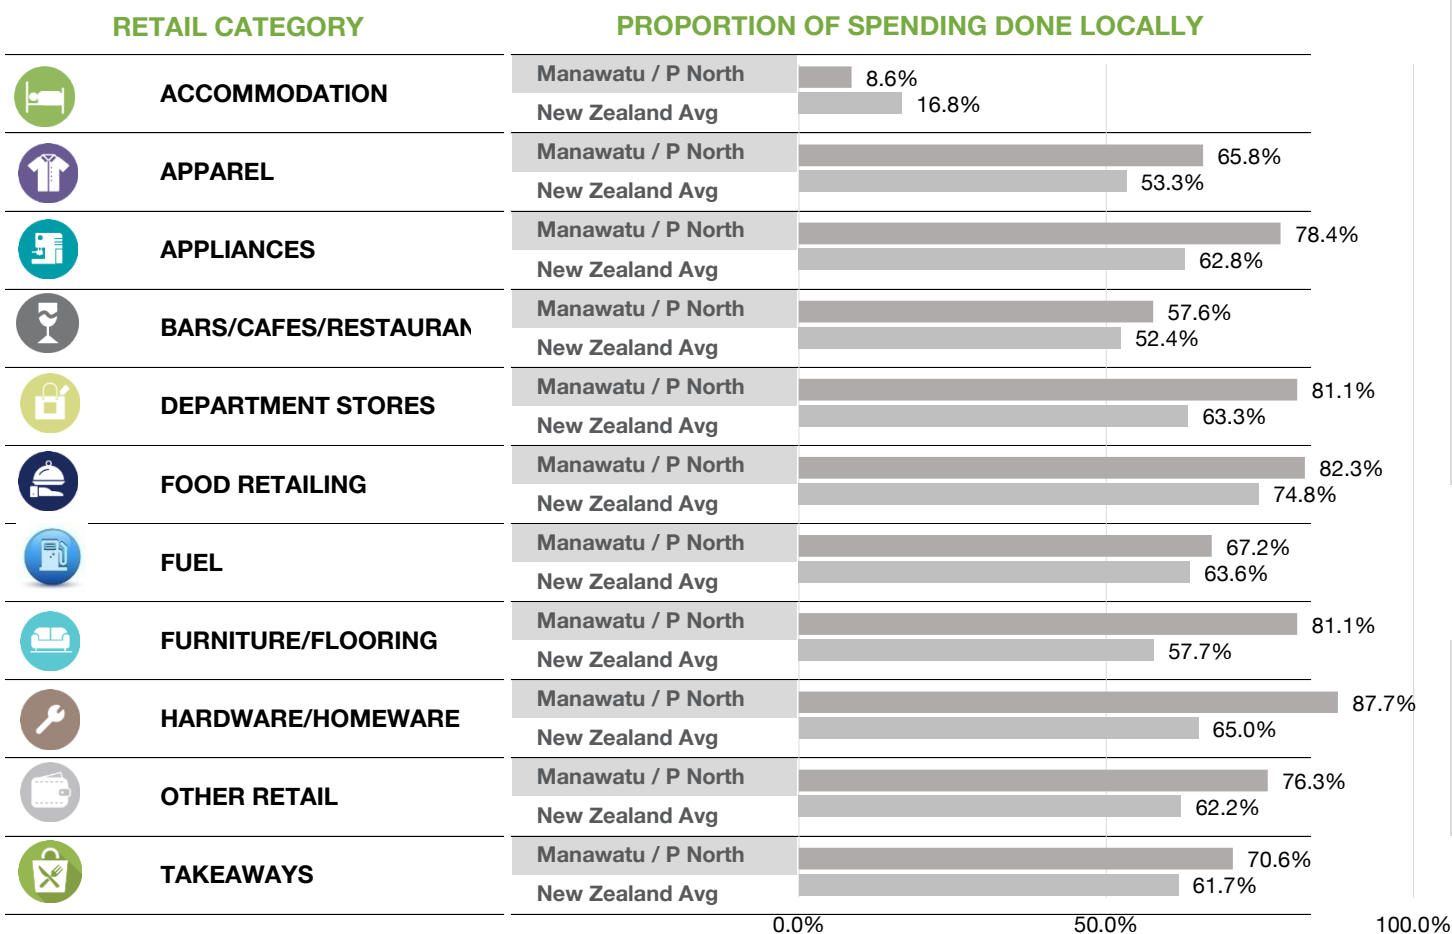 RETAIL CATEGORY PROPORTION OF SPENDING DONE LOCALLY
ACCOMMODATION
Manawatu / P North 8.6%
New Zealand Avg 16.8%
APPAREL
Manawatu / P North 65.8%
New Zealand Avg 53.3%
APPLIANCES
Manawatu / P North 78.4%
New Zealand Avg 62.8%
BARS/CAFES/RESTAURAN
Manawatu / P North 57.6%
New Zealand Avg 52.4%
DEPARTMENT STORES
Manawatu / P North 81.1%
New Zealand Avg 63.3%
FOOD RETAILING
Manawatu / P North 82.3%
New Zealand Avg 74.8%
FUEL
Manawatu / P North 67.2%
New Zealand Avg 63.6%
FURNITURE/FLOORING
Manawatu / P North 81.1%
New Zealand Avg 57.7%
HARDWARE/HOMEWARE
Manawatu / P North 87.7%
New Zealand Avg 65.0%
OTHER RETAIL
Manawatu / P North 76.3%
New Zealand Avg 62.2%
TAKEAWAYS
Manawatu / P North 70.6%
New Zealand Avg 61.7%
0.0% 50.0% 100.0%